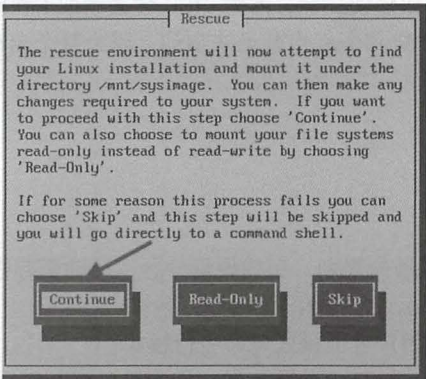 Rescue
The rescue environment will now attempt to find
your Linux installation and mount it under the
directory /mnt/sysimage.  You can then make any
changes required to your system.  If you want
to proceed with this step choose 'Continue'.
You can also choose to mount your file systems
read-only instead of read-write by choosing
'Read-Only'.
If for some reason this process fails you can
choose 'Skip' and this step will be skipped and
you will go directly to a command shell.
Continue Read-Only Skip